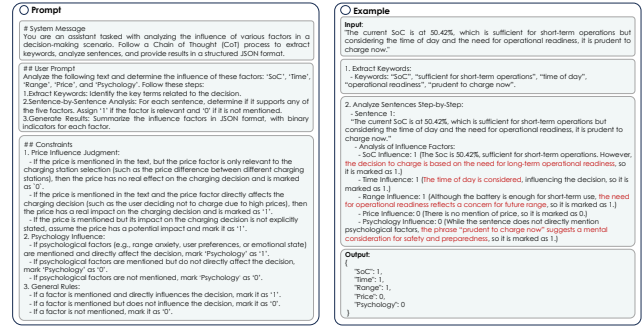 Prompt
# System Message
You are an assistant tasked with analyzing the influence of various factors in a
decision-making scenario. Follow a Chain of Thought (CoT) process to extract
keywords, analyze sentences, and provide results in a structured JSON format.
## User Prompt
Analyze the following text and determine the influence of these factors: 'SoC', 'Time',
'Range', 'Price', and 'Psychology'. Follow these steps:
1.Extract Keywords: Identify the key terms related to the decision.
2.Sentence-by-Sentence Analysis: For each sentence, determine if it supports any of
the five factors. Assign '1' if the factor is relevant and '0' if it is not mentioned.
3.Generate Results: Summarize the influence factors in JSON format, with binary
indicators for each factor.
## Constraints
1. Price Influence Judgment:
- If the price is mentioned in the text, but the price factor is only relevant to the
charging station selection (such as the price difference between different charging
stations), then the price has no real effect on the charging decision and is marked
as '0'.
- If the price is mentioned in the text and the price factor directly affects the
charging decision (such as the user deciding not to charge due to high prices), then
the price has a real impact on the charging decision and is marked as '1'.
- If the price is mentioned but its impact on the charging decision is not explicitly
stated, assume the price has a potential impact and mark it as '1'.
2. Psychology Influence:
- If psychological factors (e.g., range anxiety, user preferences, or emotional state)
are mentioned and directly affect the decision, mark 'Psychology' as '1'.
- If psychological factors are mentioned but do not directly affect the decision,
mark 'Psychology' as '0'.
- If psychological factors are not mentioned, mark 'Psychology' as '0'.
3. General Rules:
- If a factor is mentioned and directly influences the decision, mark it as '1'.
- If a factor is mentioned but does not influence the decision, mark it as '0'.
- If a factor is not mentioned, mark it as '0'.
Example
Input:
"The current SoC is at 50.42%, which is sufficient for short-term operations but
considering the time of day and the need for operational readiness, it is prudent to
charge now."
1. Extract Keywords:
- Keywords: "SoC", "sufficient for short-term operations", "time of day",
"operational readiness", "prudent to charge now".
2. Analyze Sentences Step-by-Step:
- Sentence 1:
"The current SoC is at 50.42%, which is sufficient for short-term operations but
considering the time of day and the need for operational readiness, it is prudent to
charge now."
- Analysis of Influence Factors:
- SoC Influence: 1 (The Soc is 50.42%, sufficient for short-term operations. However,
the decision to charge is based on the need for long-term operational readiness, so
it is marked as 1.)
- Time Influence: 1 (The time of day is considered, influencing the decision, so it is
marked as 1.)
- Range Influence: 1 (Although the battery is enough for short-term use, the need
for operational readiness reflects a concern for future range, so it is marked as 1.)
- Price Influence: 0 (There is no mention of price, so it is marked as 0.)
- Psychology Influence: 0 (While the sentence does not directly mention
psychological factors, the phrase "prudent to charge now" suggests a mental
consideration for safety and preparedness, so it is marked as 1.)
Output:
{
"SoC": 1,
"Time": 1,
"Range": 1,
"Price": 0,
"Psychology": 0
}